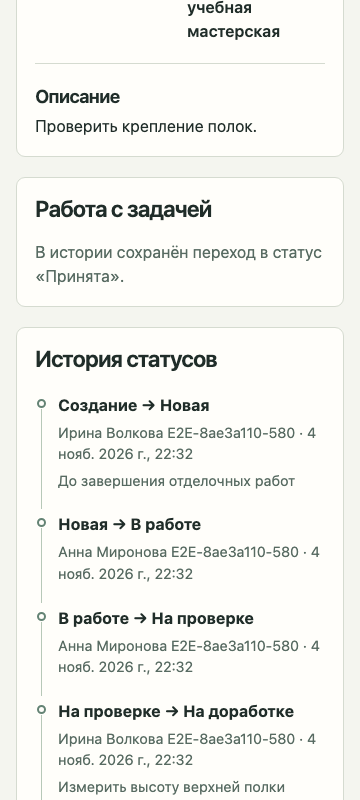 учебная
мастерская
Описание
Проверить крепление полок.
Работа с задачей
В истории сохранён переход в статус
«Принята».
История статусов
Создание → Новая
Ирина Волкова E2E-8ae3a110-580 · 4
нояб. 2026 г., 22:32
До завершения отделочных работ
Новая → В работе
Анна Миронова E2E-8ae3a110-580 · 4
нояб. 2026 г., 22:32
В работе → На проверке
Анна Миронова E2E-8ae3a110-580 · 4
нояб. 2026 г., 22:32
На проверке → На доработке
Ирина Волкова E2E-8ae3a110-580 · 4
нояб. 2026 г., 22:32
Измерить высоту верхней полки